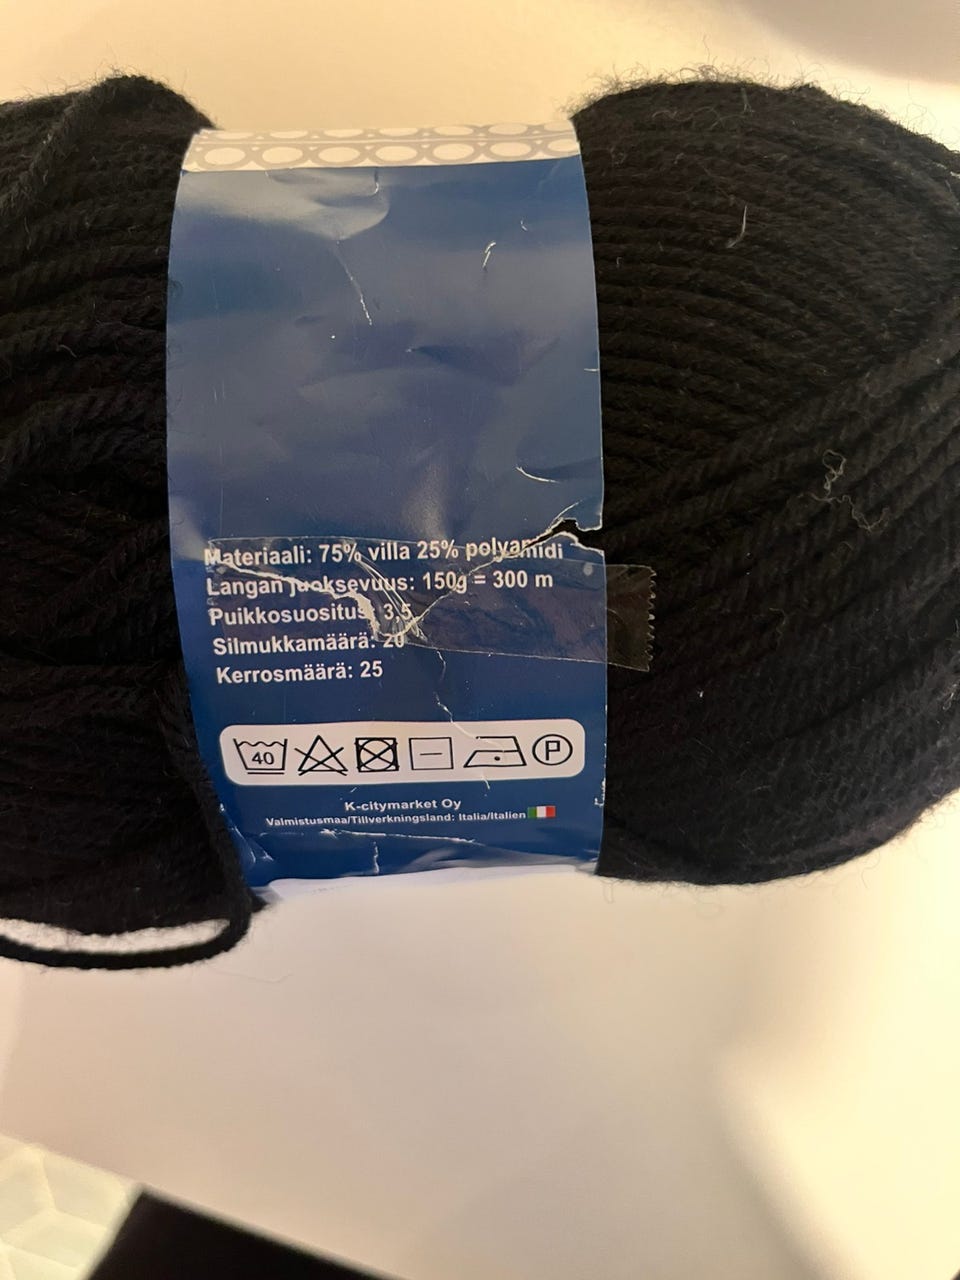 Materiaali: 75% villa 25% polyamidi
Langan juoksevuus: 150g = 300 m
Puikkosuositus: 3,5
Silmukkamäärä: 20
Kerrosmäärä: 25
40 P
K-citymarket Oy
Valmistusmaa/Tillverkningsland: Italia/Italien